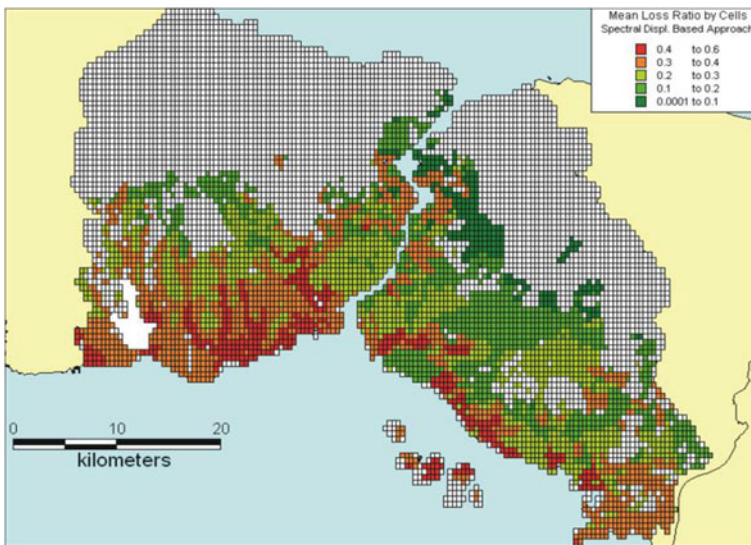 Mean Loss Ratio by Cells
Spectral Displ. Based Approach
0.4 to 0.6
0.3 to 0.4
0.2 to 0.3
0.1 to 0.2
0.0001 to 0.1
0 10 20
kilometers